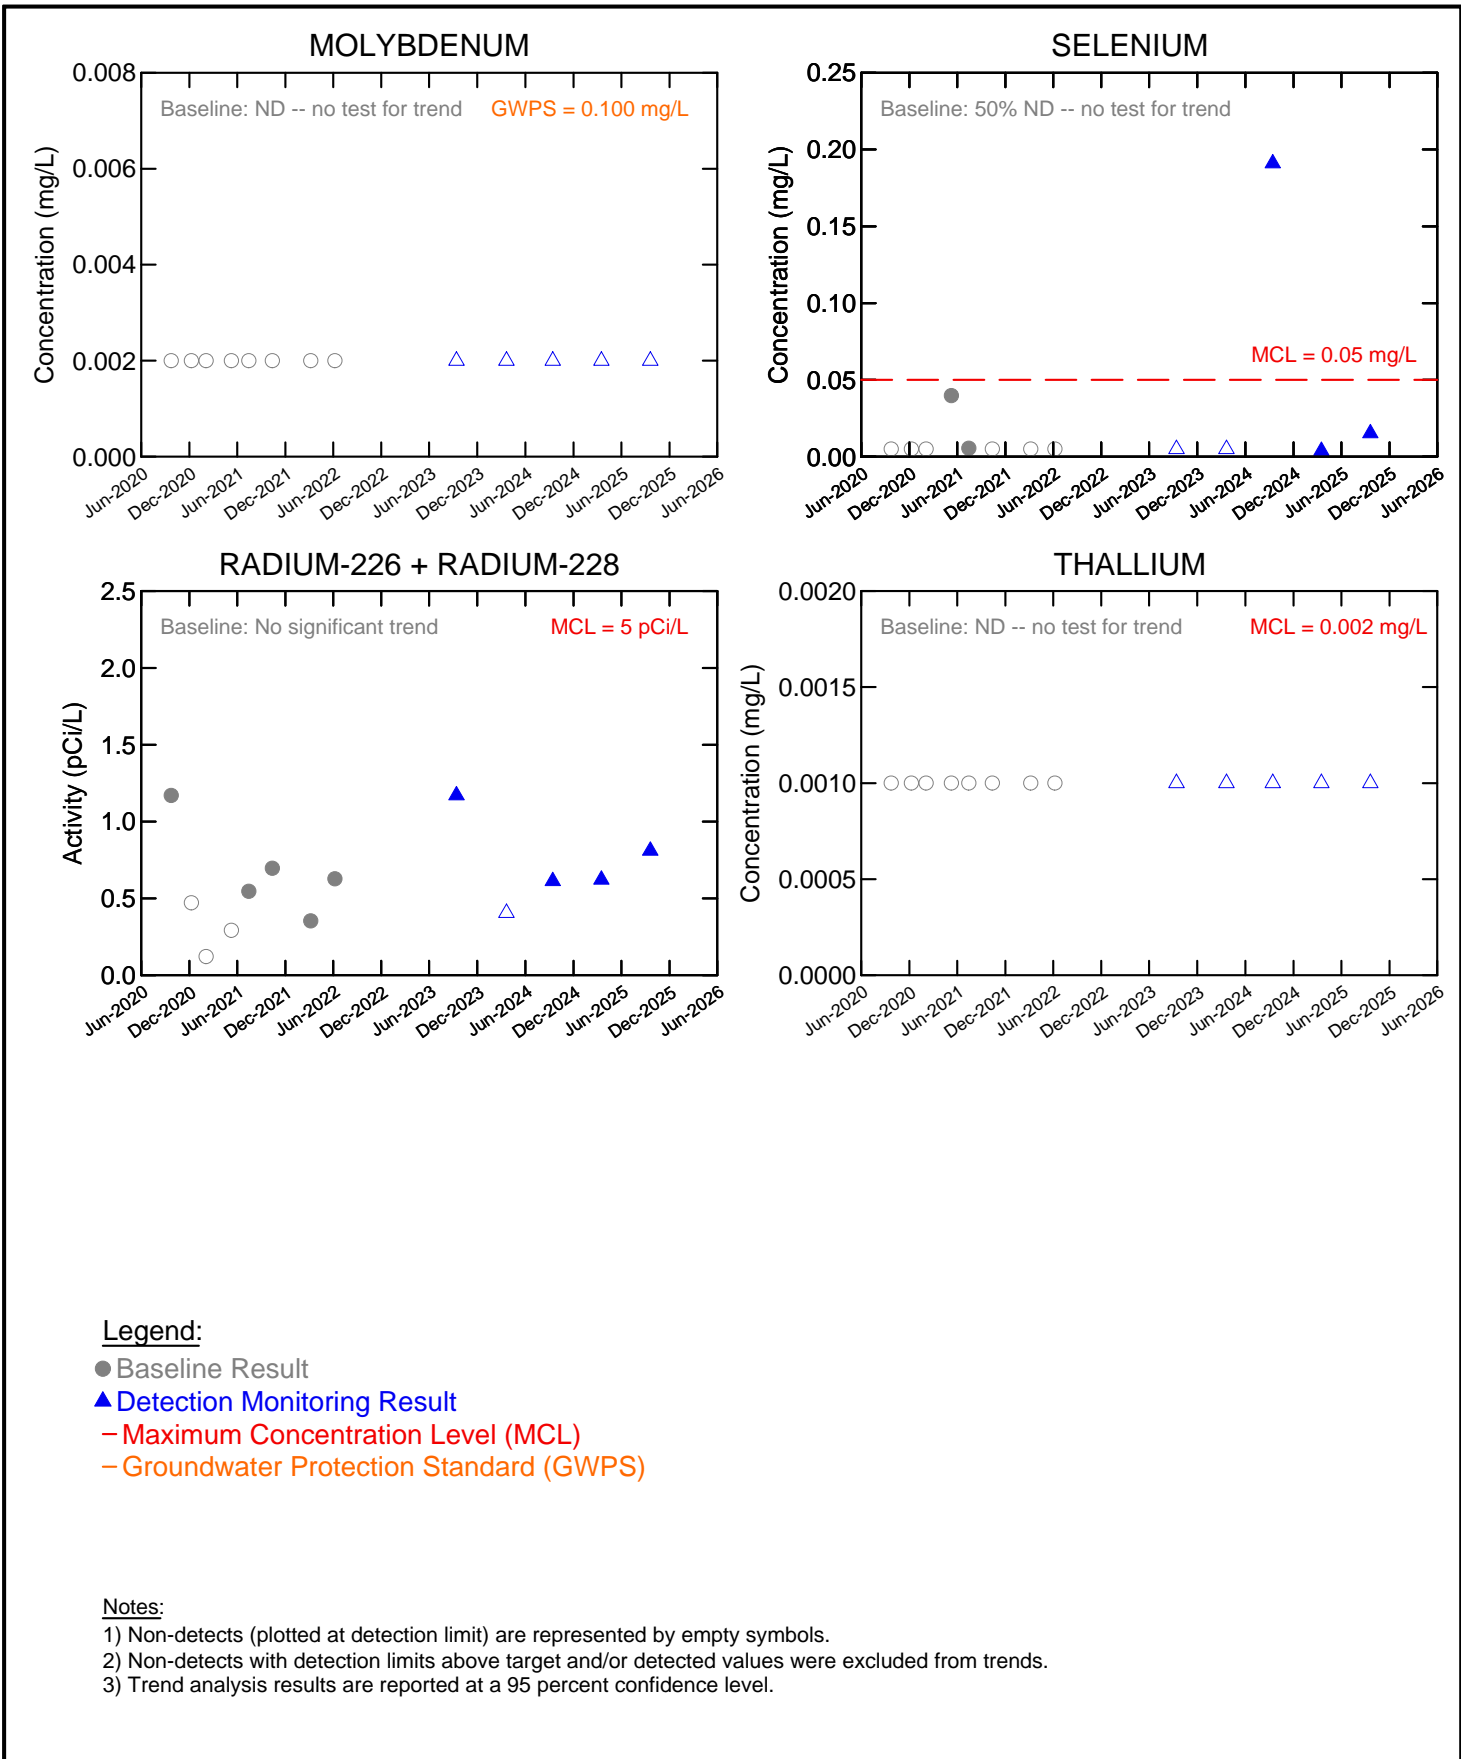 MOLYBDENUM
Concentration (mg/L)
0.008
0.006
0.004
0.002
0.000
Baseline: ND -- no test for trend
GWPS = 0.100 mg/L
Jun-2020
Dec-2020
Jun-2021
Dec-2021
Jun-2022
Dec-2022
Jun-2023
Dec-2023
Jun-2024
Dec-2024
Jun-2025
Dec-2025
Jun-2026
SELENIUM
Concentration (mg/L)
0.25
0.20
0.15
0.10
0.05
0.00
Baseline: 50% ND -- no test for trend
MCL = 0.05 mg/L
Jun-2020
Dec-2020
Jun-2021
Dec-2021
Jun-2022
Dec-2022
Jun-2023
Dec-2023
Jun-2024
Dec-2024
Jun-2025
Dec-2025
Jun-2026
RADIUM-226 + RADIUM-228
Activity (pCi/L)
2.5
2.0
1.5
1.0
0.5
0.0
Baseline: No significant trend
MCL = 5 pCi/L
Jun-2020
Dec-2020
Jun-2021
Dec-2021
Jun-2022
Dec-2022
Jun-2023
Dec-2023
Jun-2024
Dec-2024
Jun-2025
Dec-2025
Jun-2026
THALLIUM
Concentration (mg/L)
0.0020
0.0015
0.0010
0.0005
0.0000
Baseline: ND -- no test for trend
MCL = 0.002 mg/L
Jun-2020
Dec-2020
Jun-2021
Dec-2021
Jun-2022
Dec-2022
Jun-2023
Dec-2023
Jun-2024
Dec-2024
Jun-2025
Dec-2025
Jun-2026
Legend:
Baseline Result
Detection Monitoring Result
Maximum Concentration Level (MCL)
Groundwater Protection Standard (GWPS)
Notes:
1) Non-detects (plotted at detection limit) are represented by empty symbols.
2) Non-detects with detection limits above target and/or detected values were excluded from trends.
3) Trend analysis results are reported at a 95 percent confidence level.